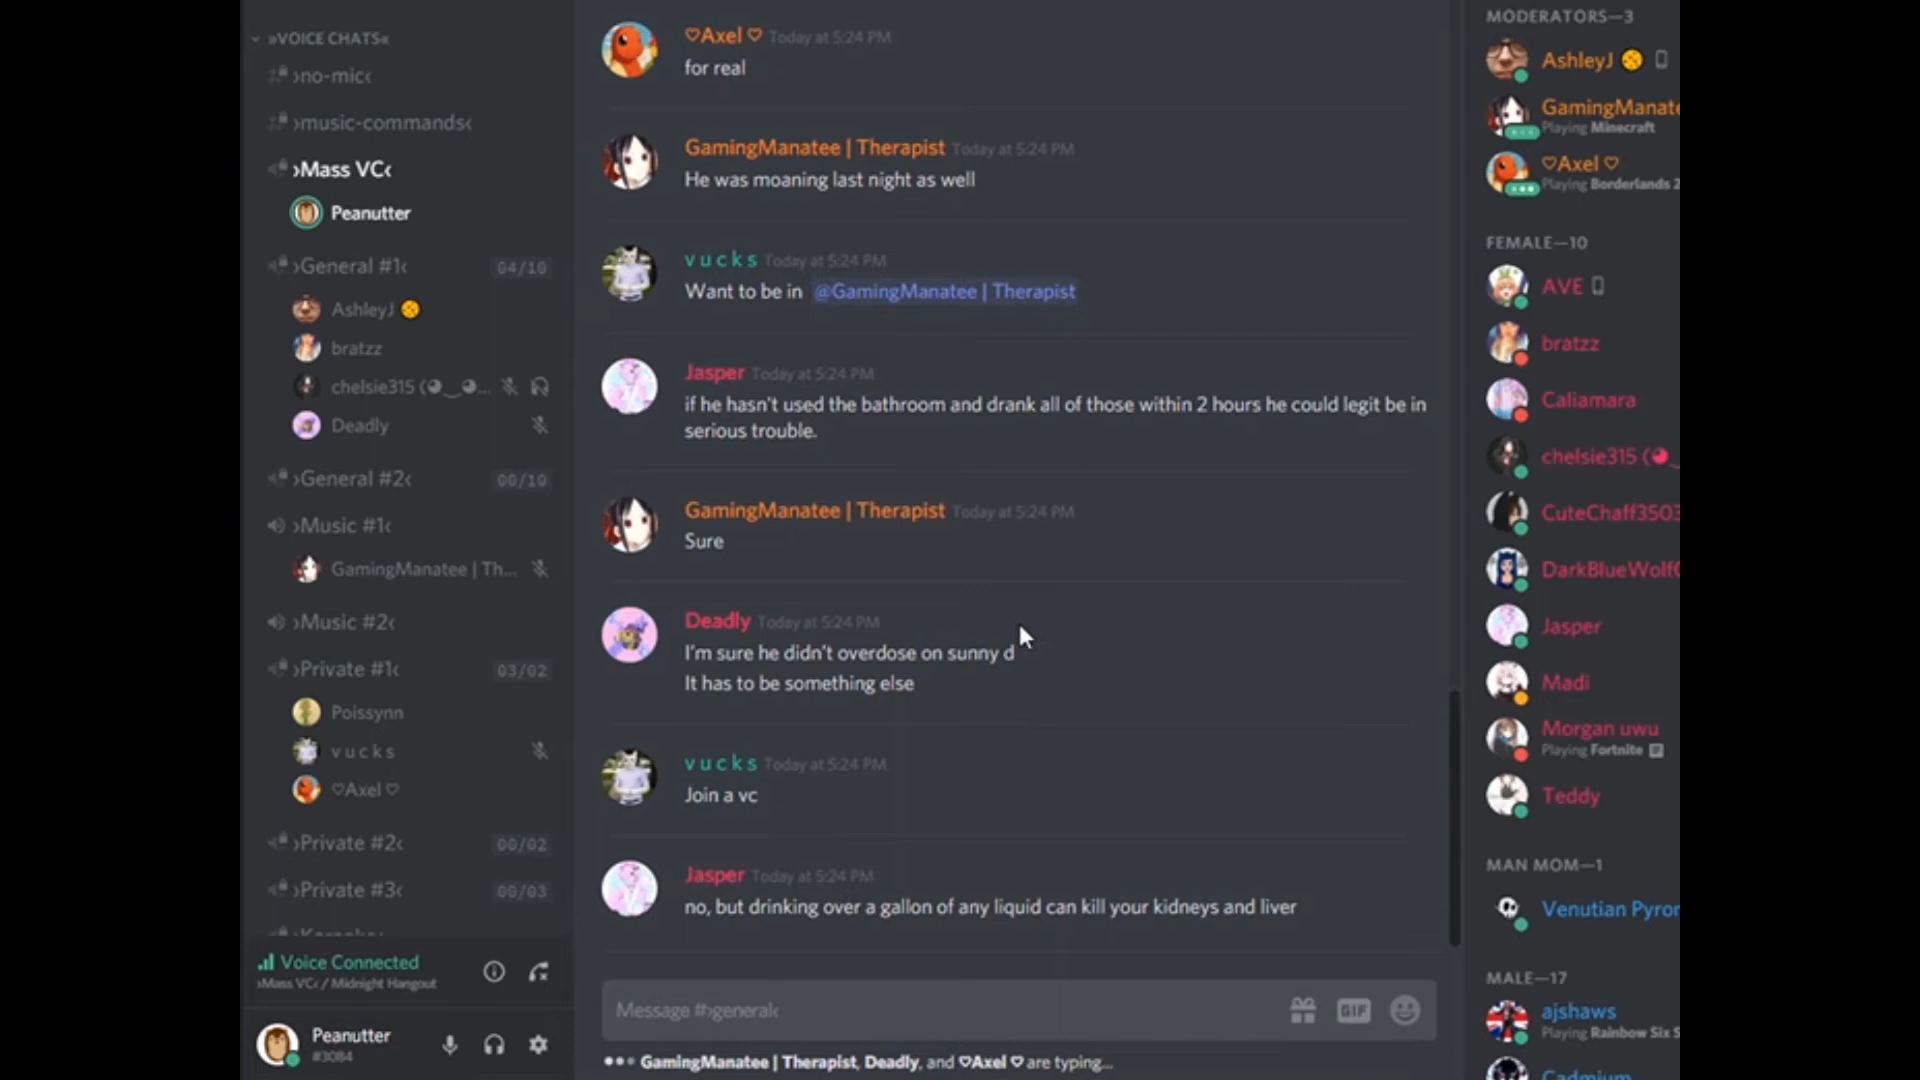 »VOICE CHATS«
›no-mic‹
›music-commands‹
›Mass VC‹
Peanutter
›General #1‹ 04/10
AshleyJ
bratzz
chelsie315 (◕‿◕...
Deadly
›General #2‹ 00/10
›Music #1‹
GamingManatee | Th...
›Music #2‹
›Private #1‹ 03/02
Poissynn
v u c k s
♡Axel ♡
›Private #2‹ 00/02
›Private #3‹ 00/03
Voice Connected
›Mass VC‹ / Midnight Hangout
Peanutter
#3084
♡Axel ♡ Today at 5:24 PM
for real
GamingManatee | Therapist Today at 5:24 PM
He was moaning last night as well
v u c k s Today at 5:24 PM
Want to be in @GamingManatee | Therapist
Jasper Today at 5:24 PM
if he hasn't used the bathroom and drank all of those within 2 hours he could legit be in
serious trouble.
GamingManatee | Therapist Today at 5:24 PM
Sure
Deadly Today at 5:24 PM
I'm sure he didn't overdose on sunny d
It has to be something else
v u c k s Today at 5:24 PM
Join a vc
Jasper Today at 5:24 PM
no, but drinking over a gallon of any liquid can kill your kidneys and liver
Message #›general‹
GIF
GamingManatee | Therapist, Deadly, and ♡Axel ♡ are typing...
MODERATORS—3
AshleyJ
GamingManate
Playing Minecraft
♡Axel ♡
Playing Borderlands 2
FEMALE—10
AVE
bratzz
Caliamara
chelsie315 (◕‿
CuteChaff3503
DarkBlueWolf
Jasper
Madi
Morgan uwu
Playing Fortnite
Teddy
MAN MOM—1
Venutian Pyro
MALE—17
ajshaws
Playing Rainbow Six S